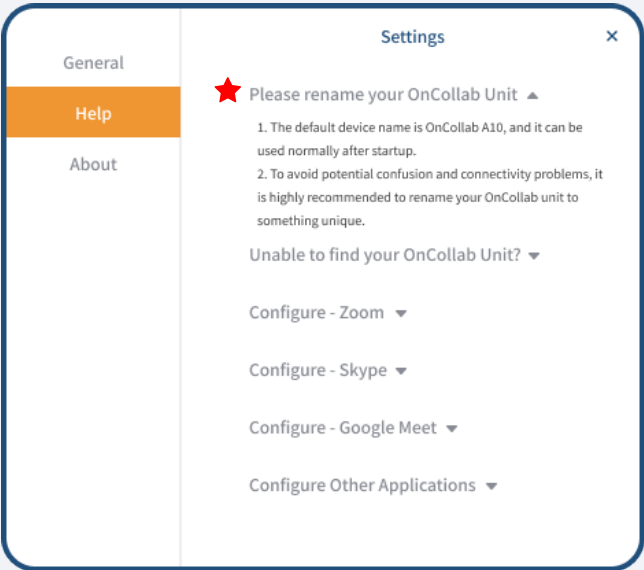 Settings
General
Help
About
Please rename your OnCollab Unit
1. The default device name is OnCollab A10, and it can be
used normally after startup.
2. To avoid potential confusion and connectivity problems, it
is highly recommended to rename your OnCollab unit to
something unique.
Unable to find your OnCollab Unit?
Configure - Zoom
Configure - Skype
Configure - Google Meet
Configure Other Applications